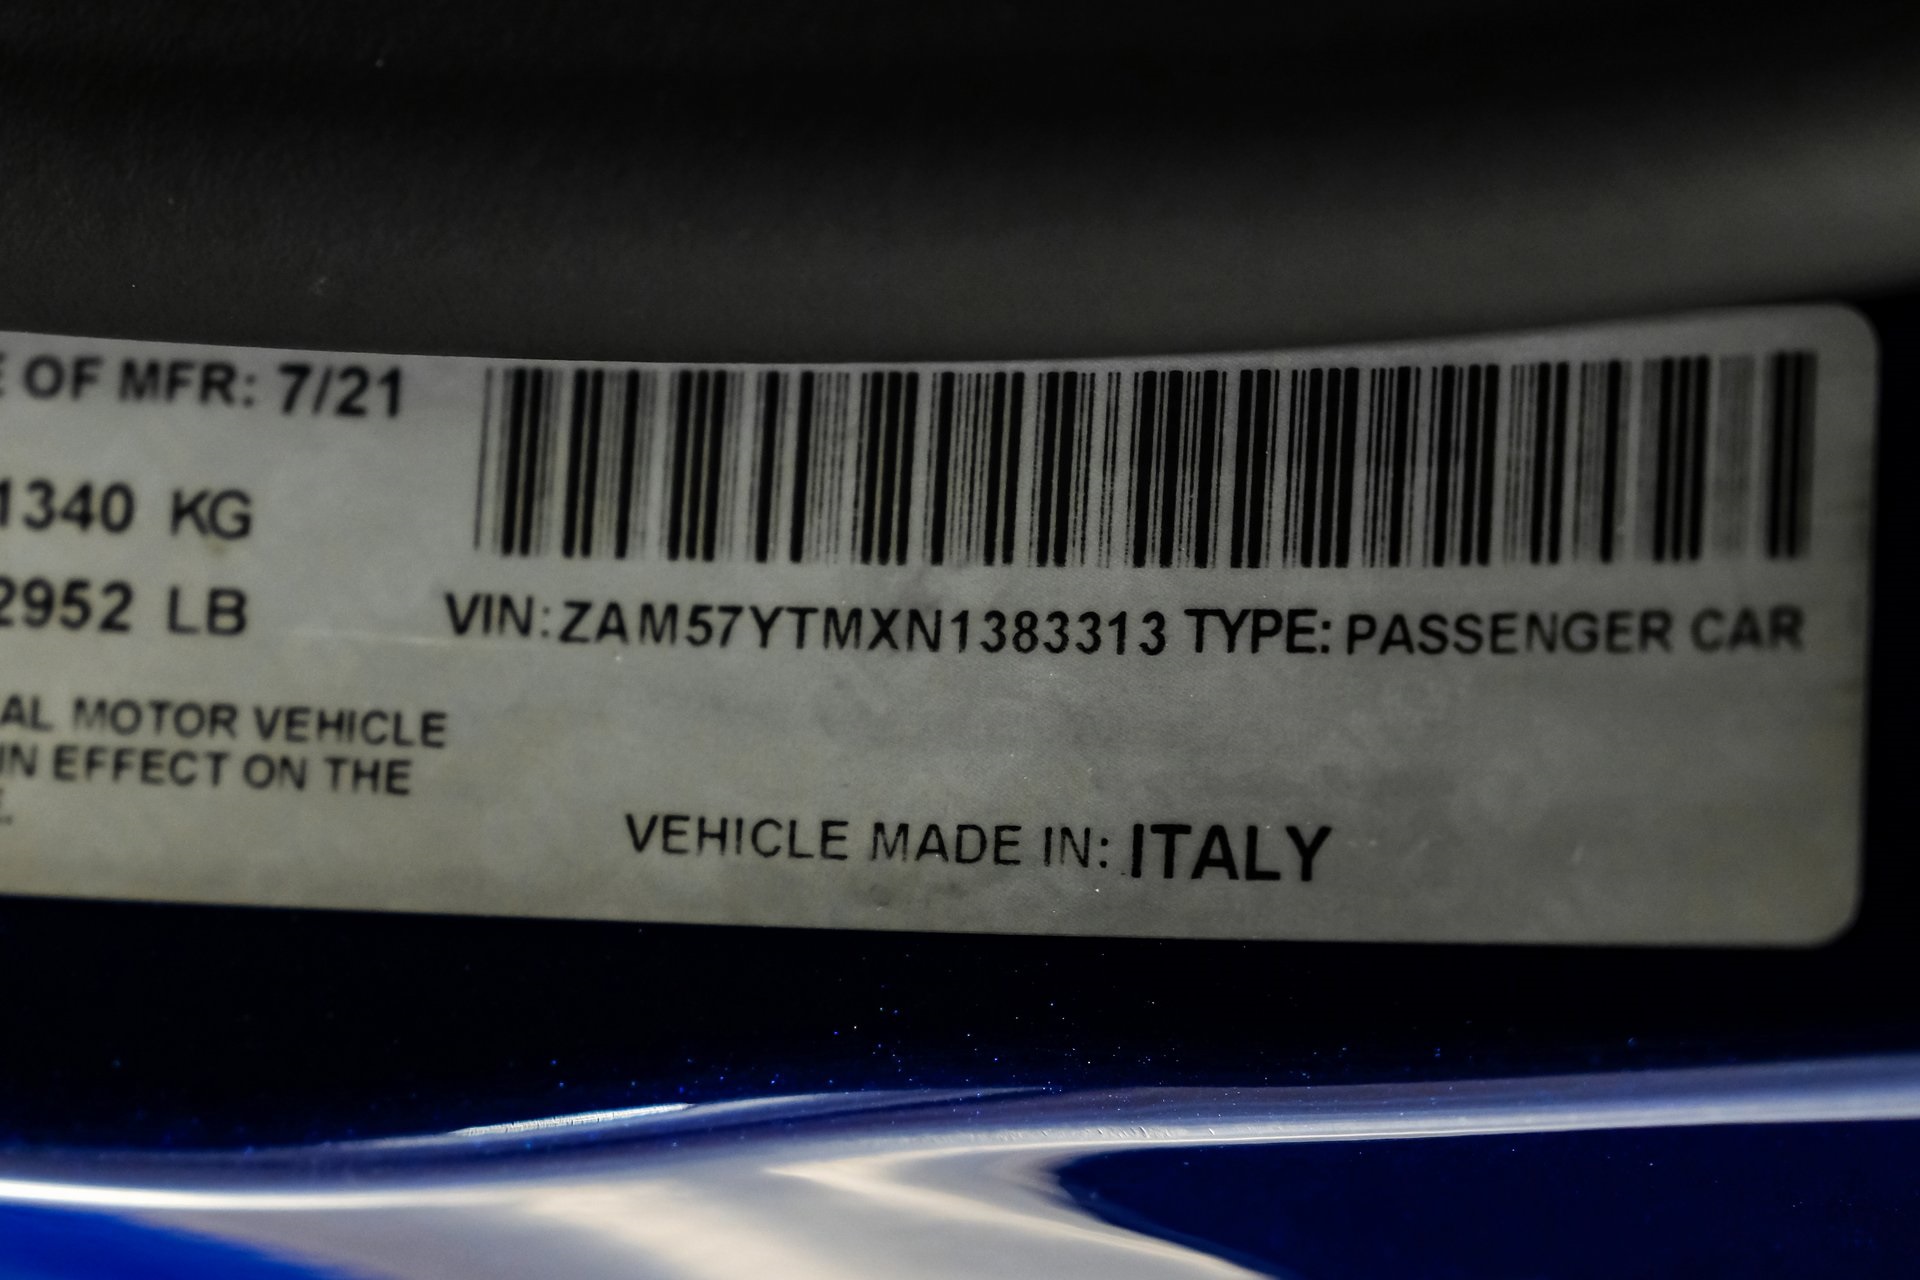 E OF MFR: 7/21
1340 KG
2952 LB
VIN:ZAM57YTMXN1383313 TYPE: PASSENGER CAR
AL MOTOR VEHICLE
IN EFFECT ON THE
VEHICLE MADE IN: ITALY